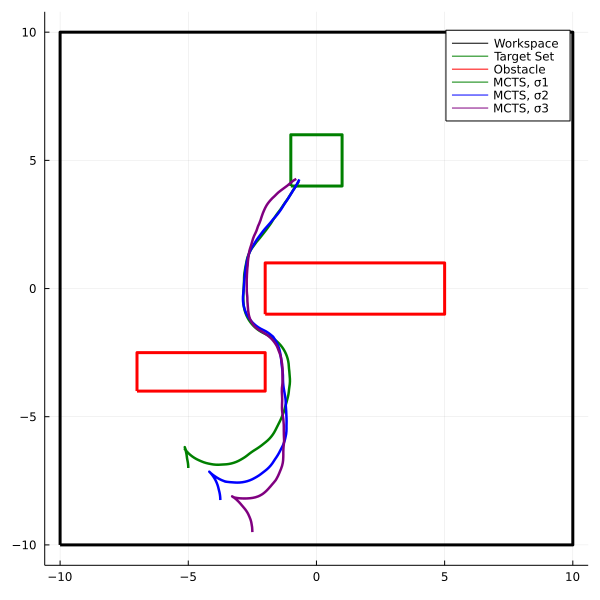 10
5
0
−5
−10
−10
−5
0
5
10
Workspace
Target Set
Obstacle
MCTS, σ1
MCTS, σ2
MCTS, σ3